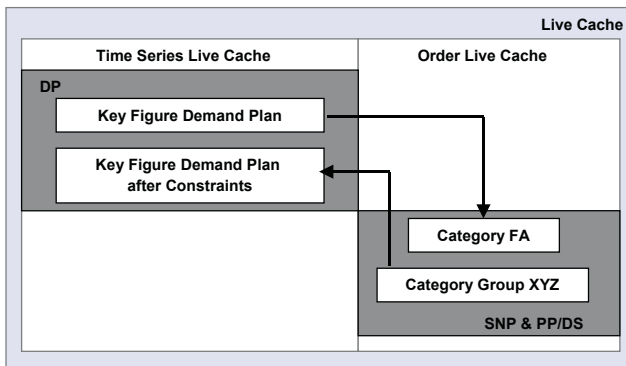 Live Cache
Time Series Live Cache
Order Live Cache
DP
Key Figure Demand Plan
Key Figure Demand Plan
after Constraints
Category FA
Category Group XYZ
SNP & PP/DS